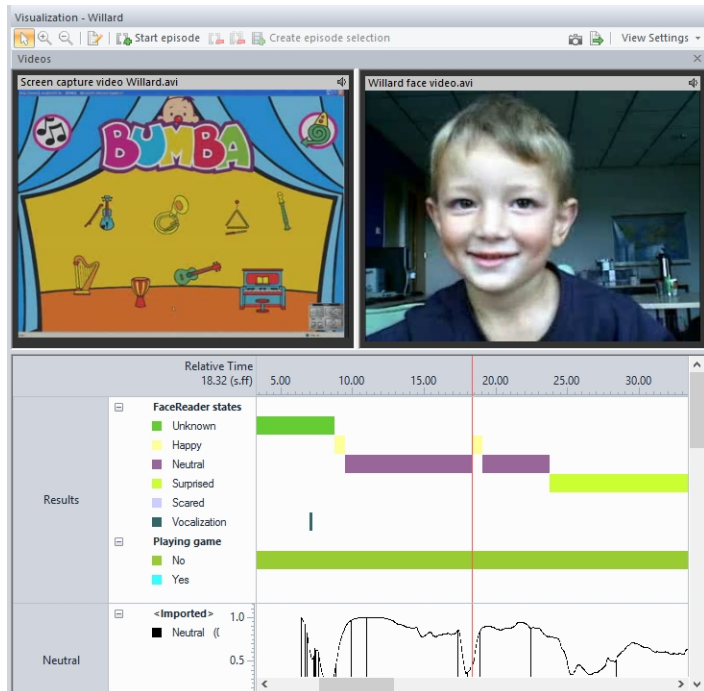 Visualization - Willard
Start episode Create episode selection View Settings
Videos
Screen capture video Willard.avi
Willard face video.avi
BUMBA
Relative Time
18.32 (s.ff) 5.00 10.00 15.00 20.00 25.00 30.00
Results
FaceReader states
Unknown
Happy
Neutral
Surprised
Scared
Vocalization
Playing game
No
Yes
Neutral
<Imported> 1.0
Neutral ((
0.5